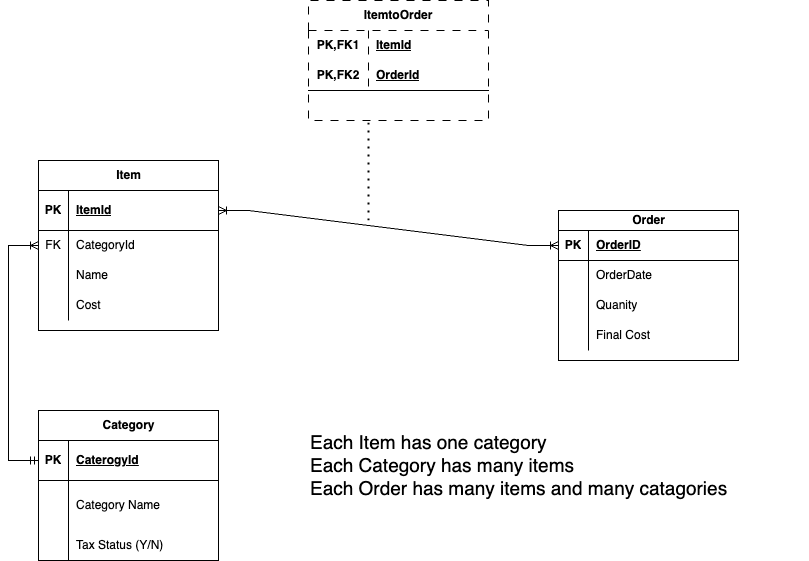 ItemtoOrder
PK,FK1 ItemId
PK,FK2 OrderId
Item
PK ItemId
FK CategoryId
Name
Cost
Order
PK OrderID
OrderDate
Quanity
Final Cost
Category
PK CaterogyId
Category Name
Tax Status (Y/N)
Each Item has one category
Each Category has many items
Each Order has many items and many catagories